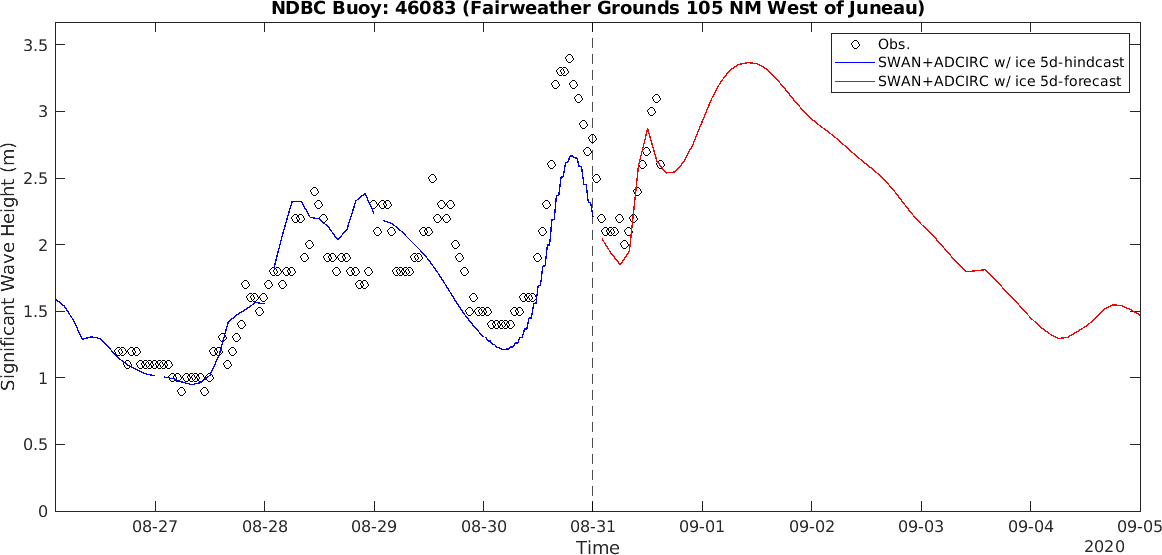 NDBC Buoy: 46083 (Fairweather Grounds 105 NM West of Juneau)
Obs.
SWAN+ADCIRC w/ ice 5d-hindcast
SWAN+ADCIRC w/ ice 5d-forecast
Significant Wave Height (m)
3.5
3
2.5
2
1.5
1
0.5
0
08-27 08-28 08-29 08-30 08-31 09-01 09-02 09-03 09-04 09-05
Time
2020